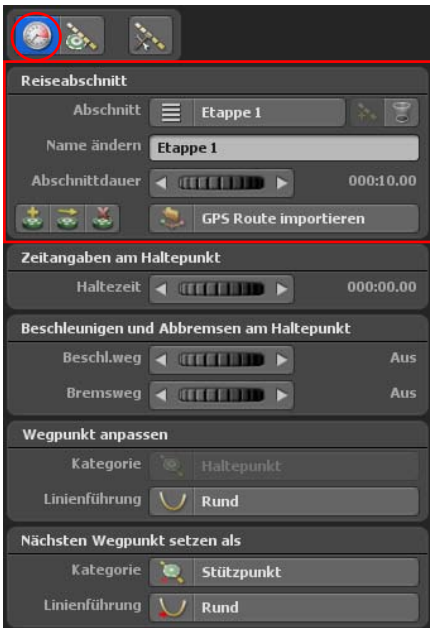 Reiseabschnitt
Abschnitt Etappe 1
Name ändern Etappe 1
Abschnittdauer 000:10.00
GPS Route importieren
Zeitangaben am Haltepunkt
Haltezeit 000:00.00
Beschleunigen und Abbremsen am Haltepunkt
Beschl.weg Aus
Bremsweg Aus
Wegpunkt anpassen
Kategorie Haltepunkt
Linienführung Rund
Nächsten Wegpunkt setzen als
Kategorie Stützpunkt
Linienführung Rund